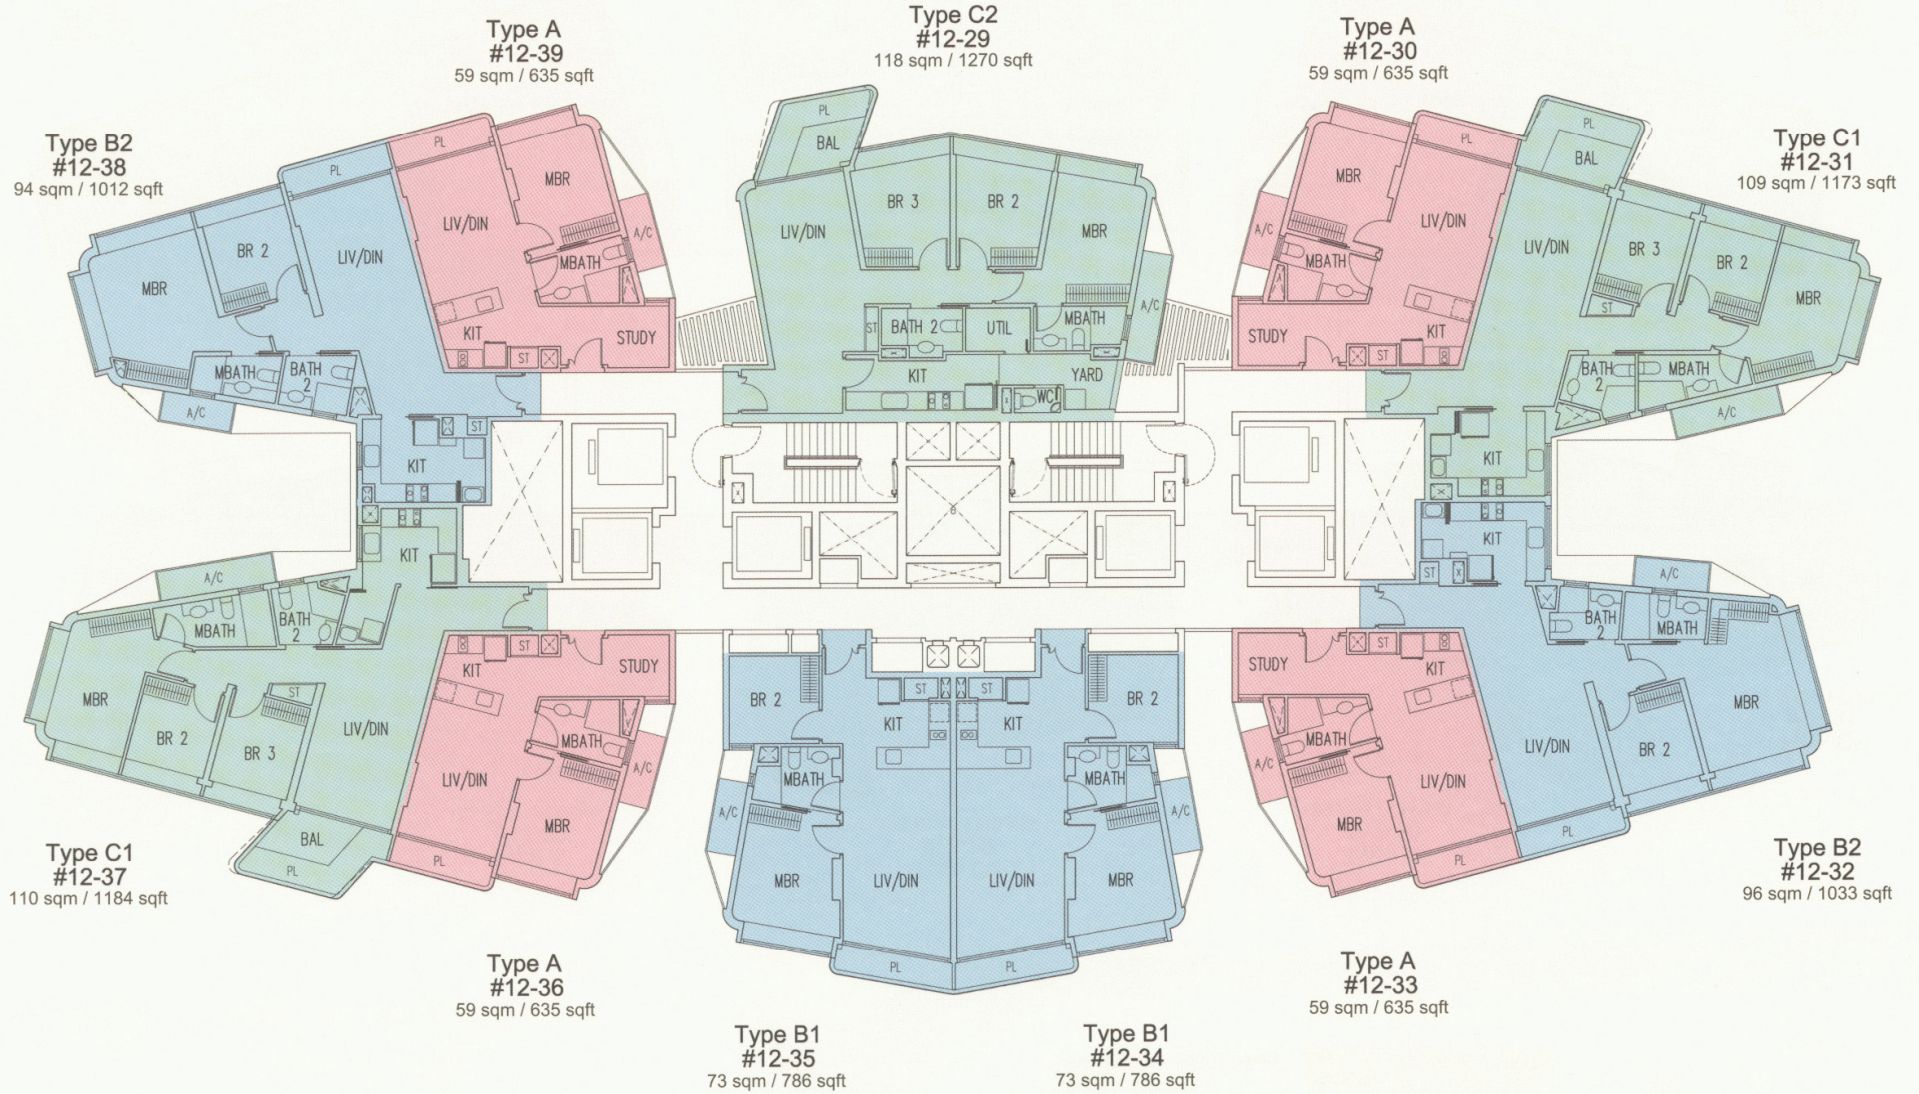 Type A
#12-39
59 sqm / 635 sqft
Type C2
#12-29
118 sqm / 1270 sqft
Type A
#12-30
59 sqm / 635 sqft
Type B2
#12-38
94 sqm / 1012 sqft
Type C1
#12-31
109 sqm / 1173 sqft
PL
LIV/DIN
BR 2
MBR
MBATH
BATH
2
A/C
ST
KIT
PL
LIV/DIN
MBR
A/C
MBATH
KIT
ST
STUDY
PL
BAL
LIV/DIN
BR 3
BR 2
MBR
A/C
ST
BATH 2
UTIL
MBATH
KIT
YARD
WC
MBR
PL
LIV/DIN
A/C
MBATH
STUDY
ST
KIT
PL
BAL
LIV/DIN
BR 3
BR 2
MBR
ST
BATH
2
MBATH
A/C
KIT
KIT
A/C
MBATH
BATH
2
MBR
BR 2
ST
BR 3
LIV/DIN
BAL
PL
KIT
ST
STUDY
MBATH
A/C
LIV/DIN
MBR
PL
BR 2
ST
KIT
MBATH
A/C
MBR
LIV/DIN
PL
ST
KIT
BR 2
MBATH
A/C
LIV/DIN
MBR
PL
STUDY
ST
KIT
MBATH
A/C
LIV/DIN
MBR
PL
KIT
ST
A/C
BATH
2
MBATH
MBR
LIV/DIN
BR 2
PL
Type C1
#12-37
110 sqm / 1184 sqft
Type B2
#12-32
96 sqm / 1033 sqft
Type A
#12-36
59 sqm / 635 sqft
Type A
#12-33
59 sqm / 635 sqft
Type B1
#12-35
73 sqm / 786 sqft
Type B1
#12-34
73 sqm / 786 sqft